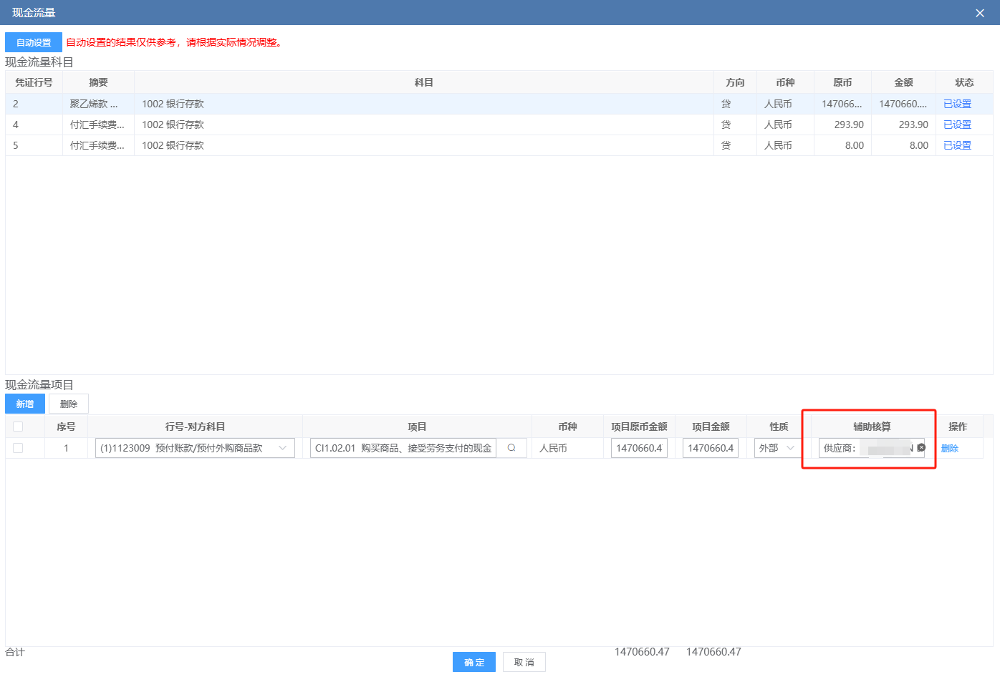 现金流量
自动设置 自动设置的结果仅供参考，请根据实际情况调整。
现金流量科目
凭证行号 摘要 科目 方向 币种 原币 金额 状态
2 聚乙烯款 ... 1002 银行存款 贷 人民币 147066... 1470660.... 已设置
4 付汇手续费... 1002 银行存款 贷 人民币 293.90 293.90 已设置
5 付汇手续费... 1002 银行存款 贷 人民币 8.00 8.00 已设置
现金流量项目
新增 删除
序号 行号-对方科目 项目 币种 项目原币金额 项目金额 性质 辅助核算 操作
1 (1)1123009 预付账款/预付外购商品款 CI1.02.01 购买商品、接受劳务支付的现金 人民币 1470660.4 1470660.4 外部 供应商： 删除
合计 1470660.47 1470660.47
确定 取消